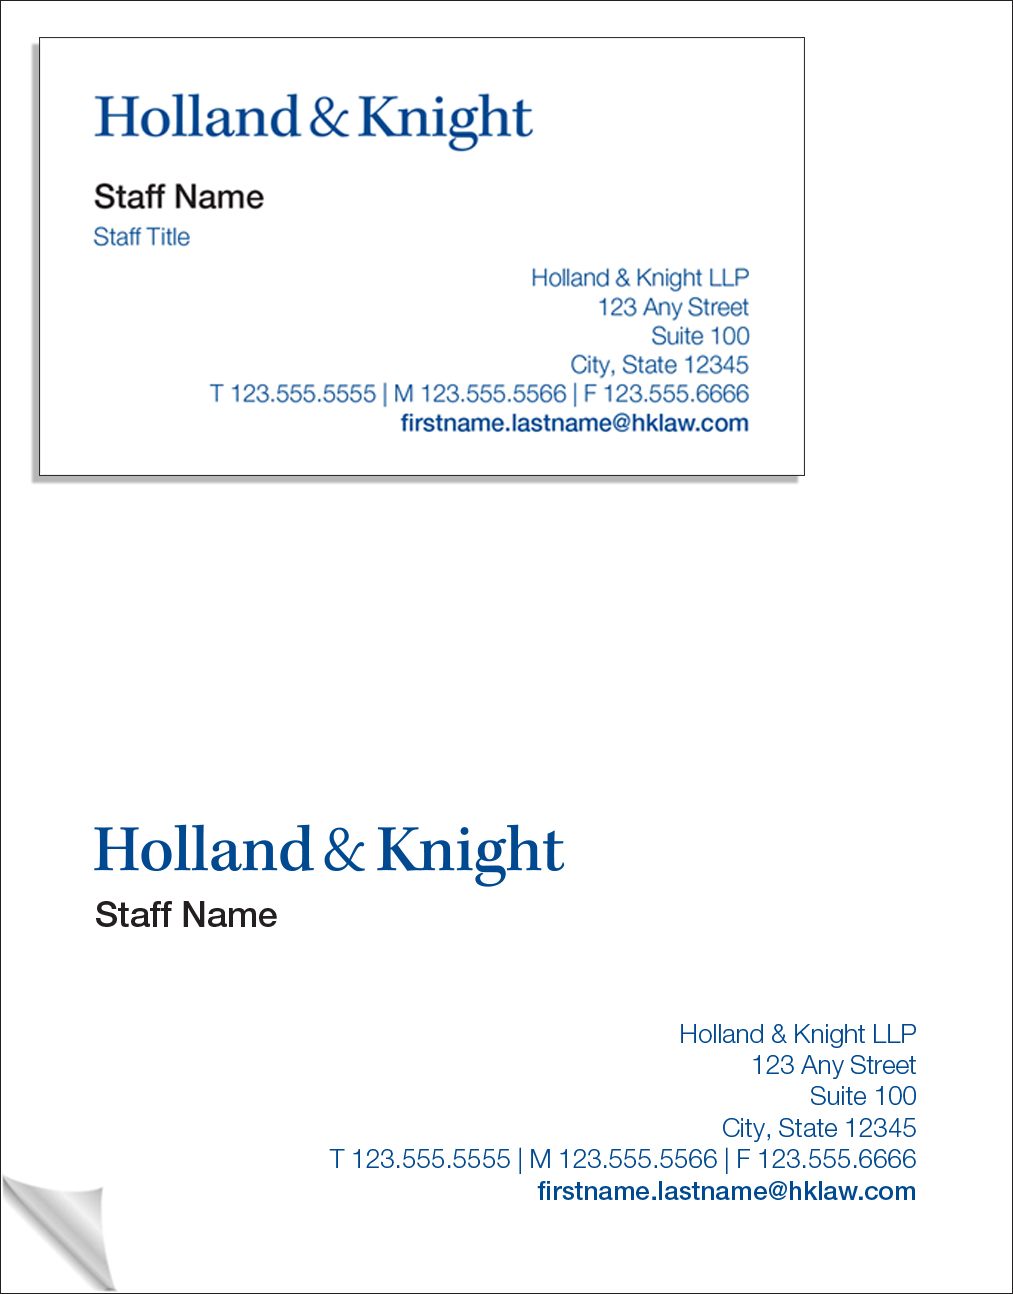 Holland & Knight
Staff Name
Staff Title
Holland & Knight LLP
123 Any Street
Suite 100
City, State 12345
T 123.555.5555 | M 123.555.5566 | F 123.555.6666
firstname.lastname@hklaw.com
Holland & Knight
Staff Name
Holland & Knight LLP
123 Any Street
Suite 100
City, State 12345
T 123.555.5555 | M 123.555.5566 | F 123.555.6666
firstname.lastname@hklaw.com